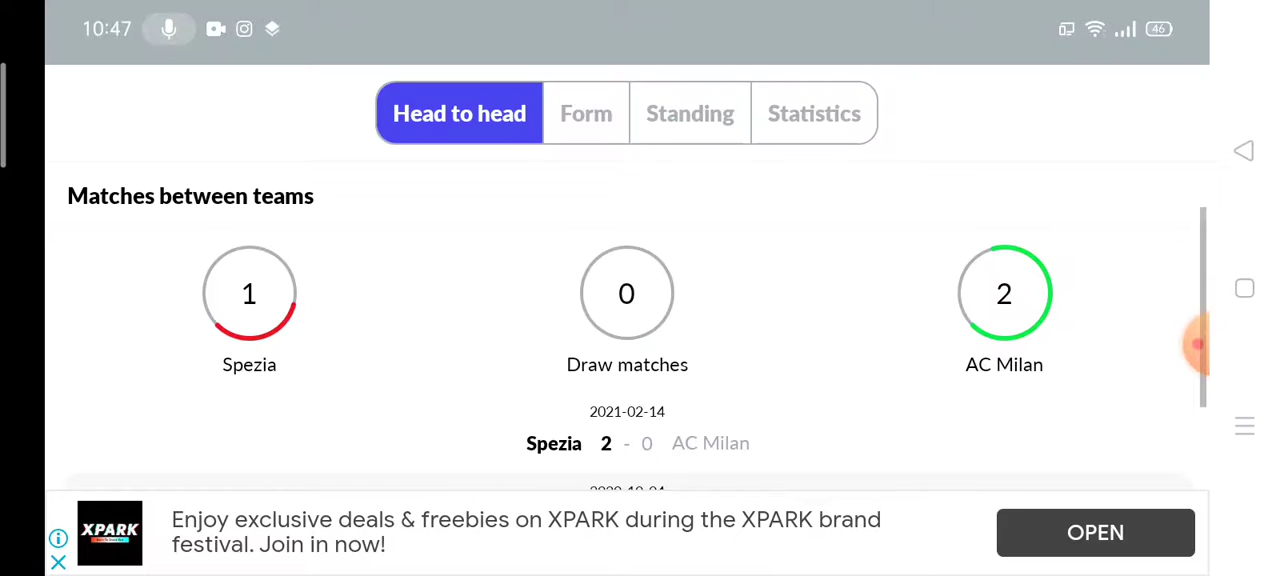 10:47
46
Head to head
Form
Standing
Statistics
Matches between teams
1
0
2
Spezia
Draw matches
AC Milan
2021-02-14
Spezia 2 - 0 AC Milan
XPARK
Enjoy exclusive deals & freebies on XPARK during the XPARK brand
festival. Join in now!
OPEN